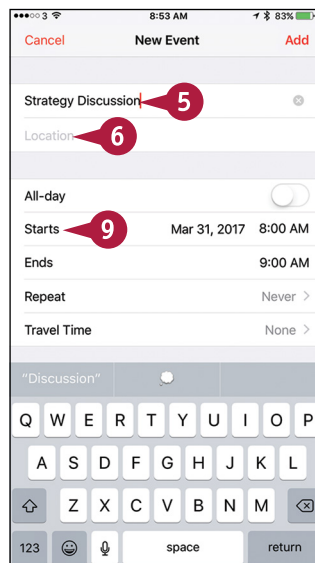 3 8:53 AM 83%
Cancel New Event Add
Strategy Discussion 5
Location 6
All-day
Starts 9 Mar 31, 2017 8:00 AM
Ends 9:00 AM
Repeat Never >
Travel Time None >
"Discussion"
Q W E R T Y U I O P
A S D F G H J K L
Z X C V B N M
123 space return